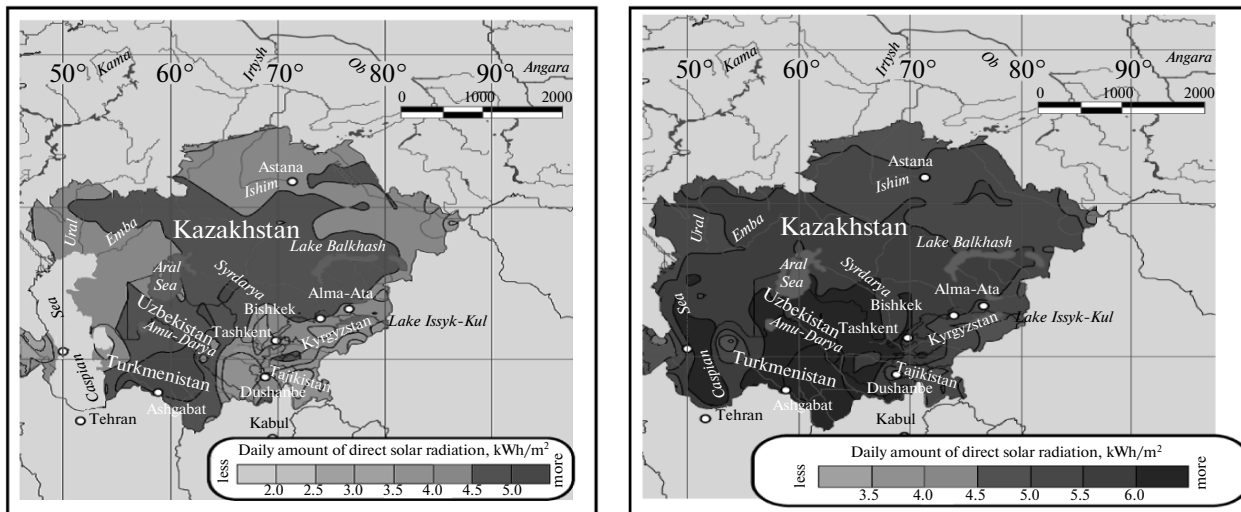 Kama
Irtysh
Ob
Angara
50° 60° 70° 80° 90°
0 1000 2000
Astana
Ishim
Ural
Emba
Kazakhstan
Lake Balkhash
Aral
Sea
Syrdarya
Alma-Ata
Bishkek
Sea
Uzbekistan
Tashkent
Lake Issyk-Kul
Amu-Darya
Kyrgyzstan
Caspian
Turkmenistan
Tajikistan
Dushanbe
Ashgabat
Tehran
Kabul
Daily amount of direct solar radiation, kWh/m²
less
more
2.0 2.5 3.0 3.5 4.0 4.5 5.0
Kama
Irtysh
Ob
Angara
50° 60° 70° 80° 90°
0 1000 2000
Astana
Ishim
Ural
Emba
Kazakhstan
Lake Balkhash
Aral
Sea
Syrdarya
Alma-Ata
Bishkek
Sea
Uzbekistan
Tashkent
Lake Issyk-Kul
Amu-Darya
Kyrgyzstan
Caspian
Turkmenistan
Tajikistan
Dushanbe
Ashgabat
Tehran
Kabul
Daily amount of direct solar radiation, kWh/m²
less
more
3.5 4.0 4.5 5.0 5.5 6.0